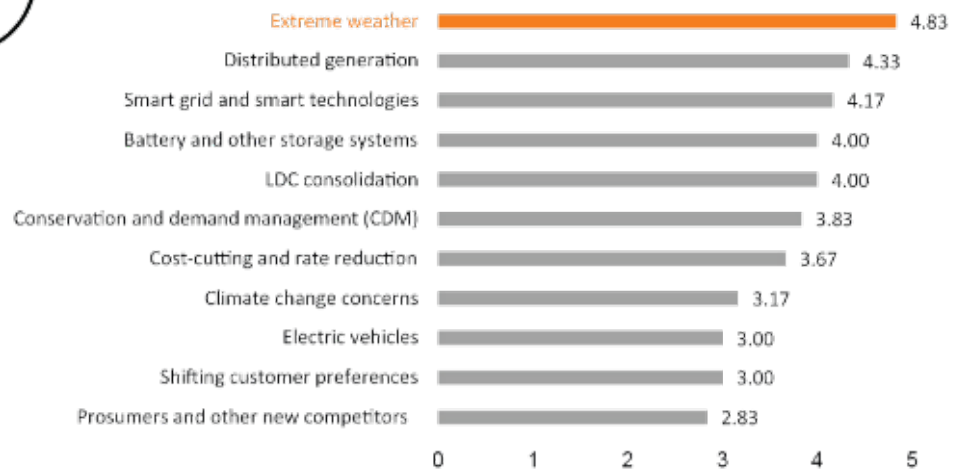 Extreme weather 4.83
Distributed generation 4.33
Smart grid and smart technologies 4.17
Battery and other storage systems 4.00
LDC consolidation 4.00
Conservation and demand management (CDM) 3.83
Cost-cutting and rate reduction 3.67
Climate change concerns 3.17
Electric vehicles 3.00
Shifting customer preferences 3.00
Prosumers and other new competitors 2.83
0 1 2 3 4 5